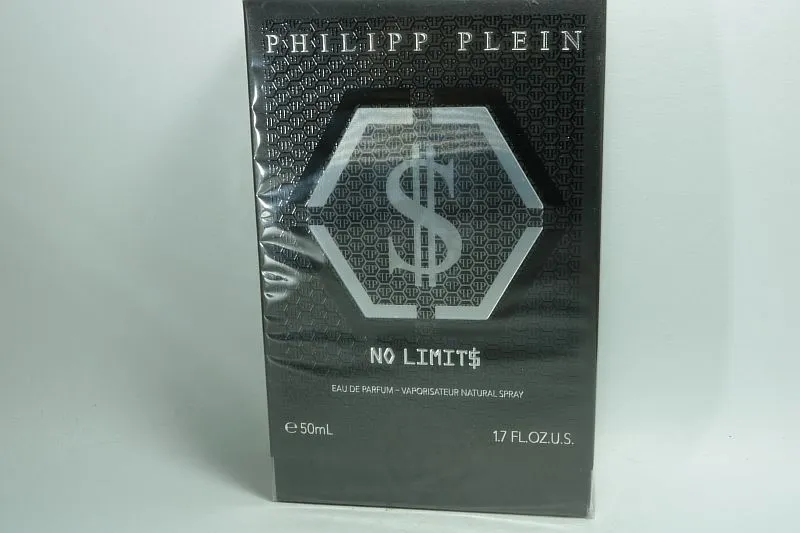 PHILIPP PLEIN
$
NO LIMIT$
EAU DE PARFUM – VAPORISATEUR NATURAL SPRAY
℮ 50mL
1.7 FL.OZ.U.S.